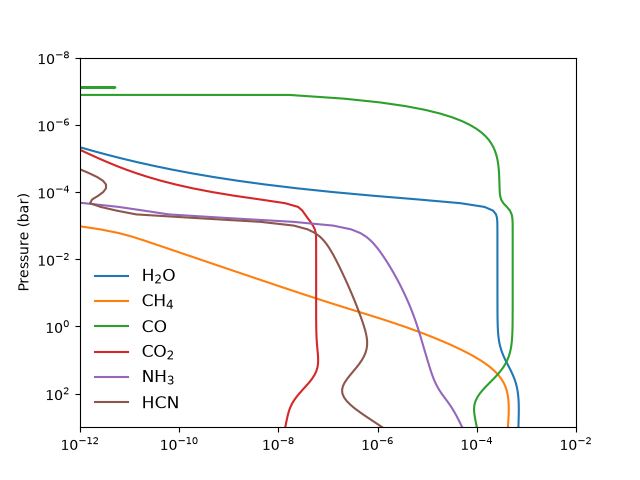 10⁻⁸
10⁻⁶
10⁻⁴
10⁻²
10⁰
10²
Pressure (bar)
H₂O
CH₄
CO
CO₂
NH₃
HCN
10⁻¹² 10⁻¹⁰ 10⁻⁸ 10⁻⁶ 10⁻⁴ 10⁻²